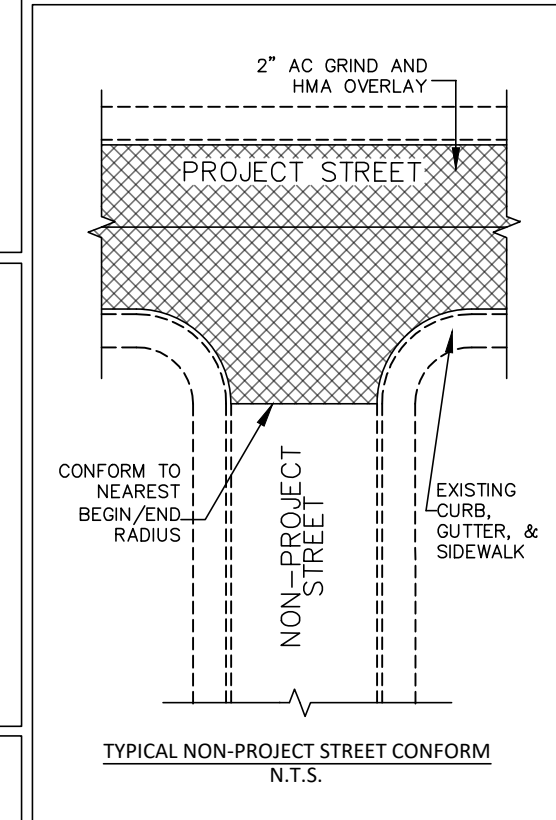 2" AC GRIND AND
HMA OVERLAY
PROJECT STREET
CONFORM TO
NEAREST
BEGIN/END
RADIUS
NON-PROJECT
STREET
EXISTING
CURB,
GUTTER, &
SIDEWALK
TYPICAL NON-PROJECT STREET CONFORM
N.T.S.